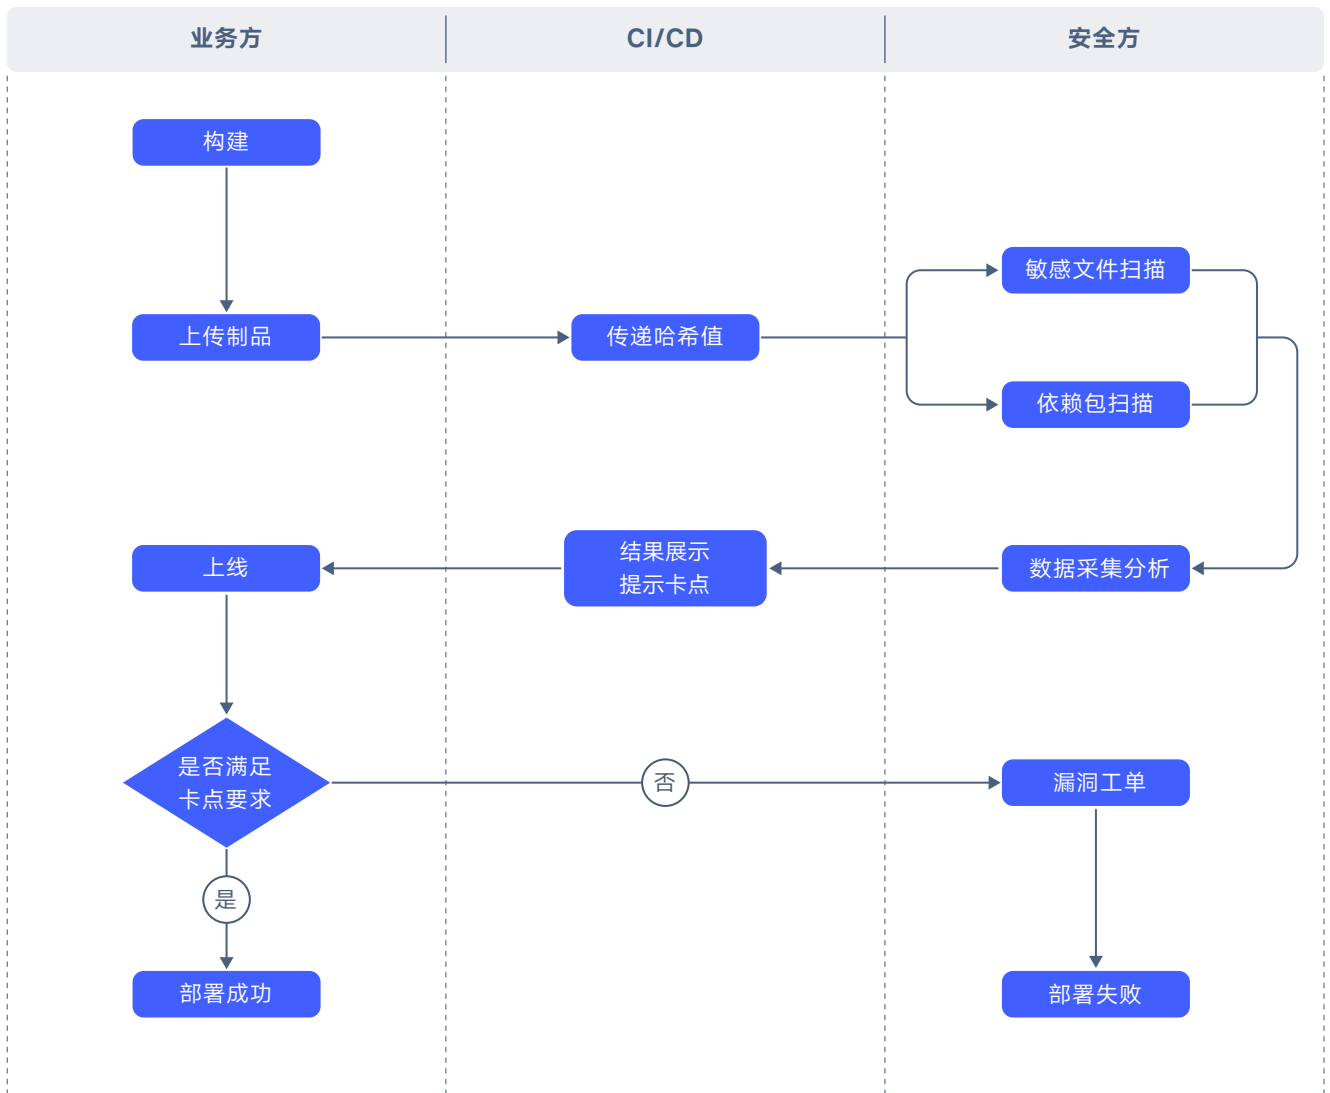 业务方
CI/CD
安全方
构建
敏感文件扫描
上传制品
传递哈希值
依赖包扫描
上线
结果展示
提示卡点
数据采集分析
是否满足
卡点要求
否
漏洞工单
是
部署成功
部署失败